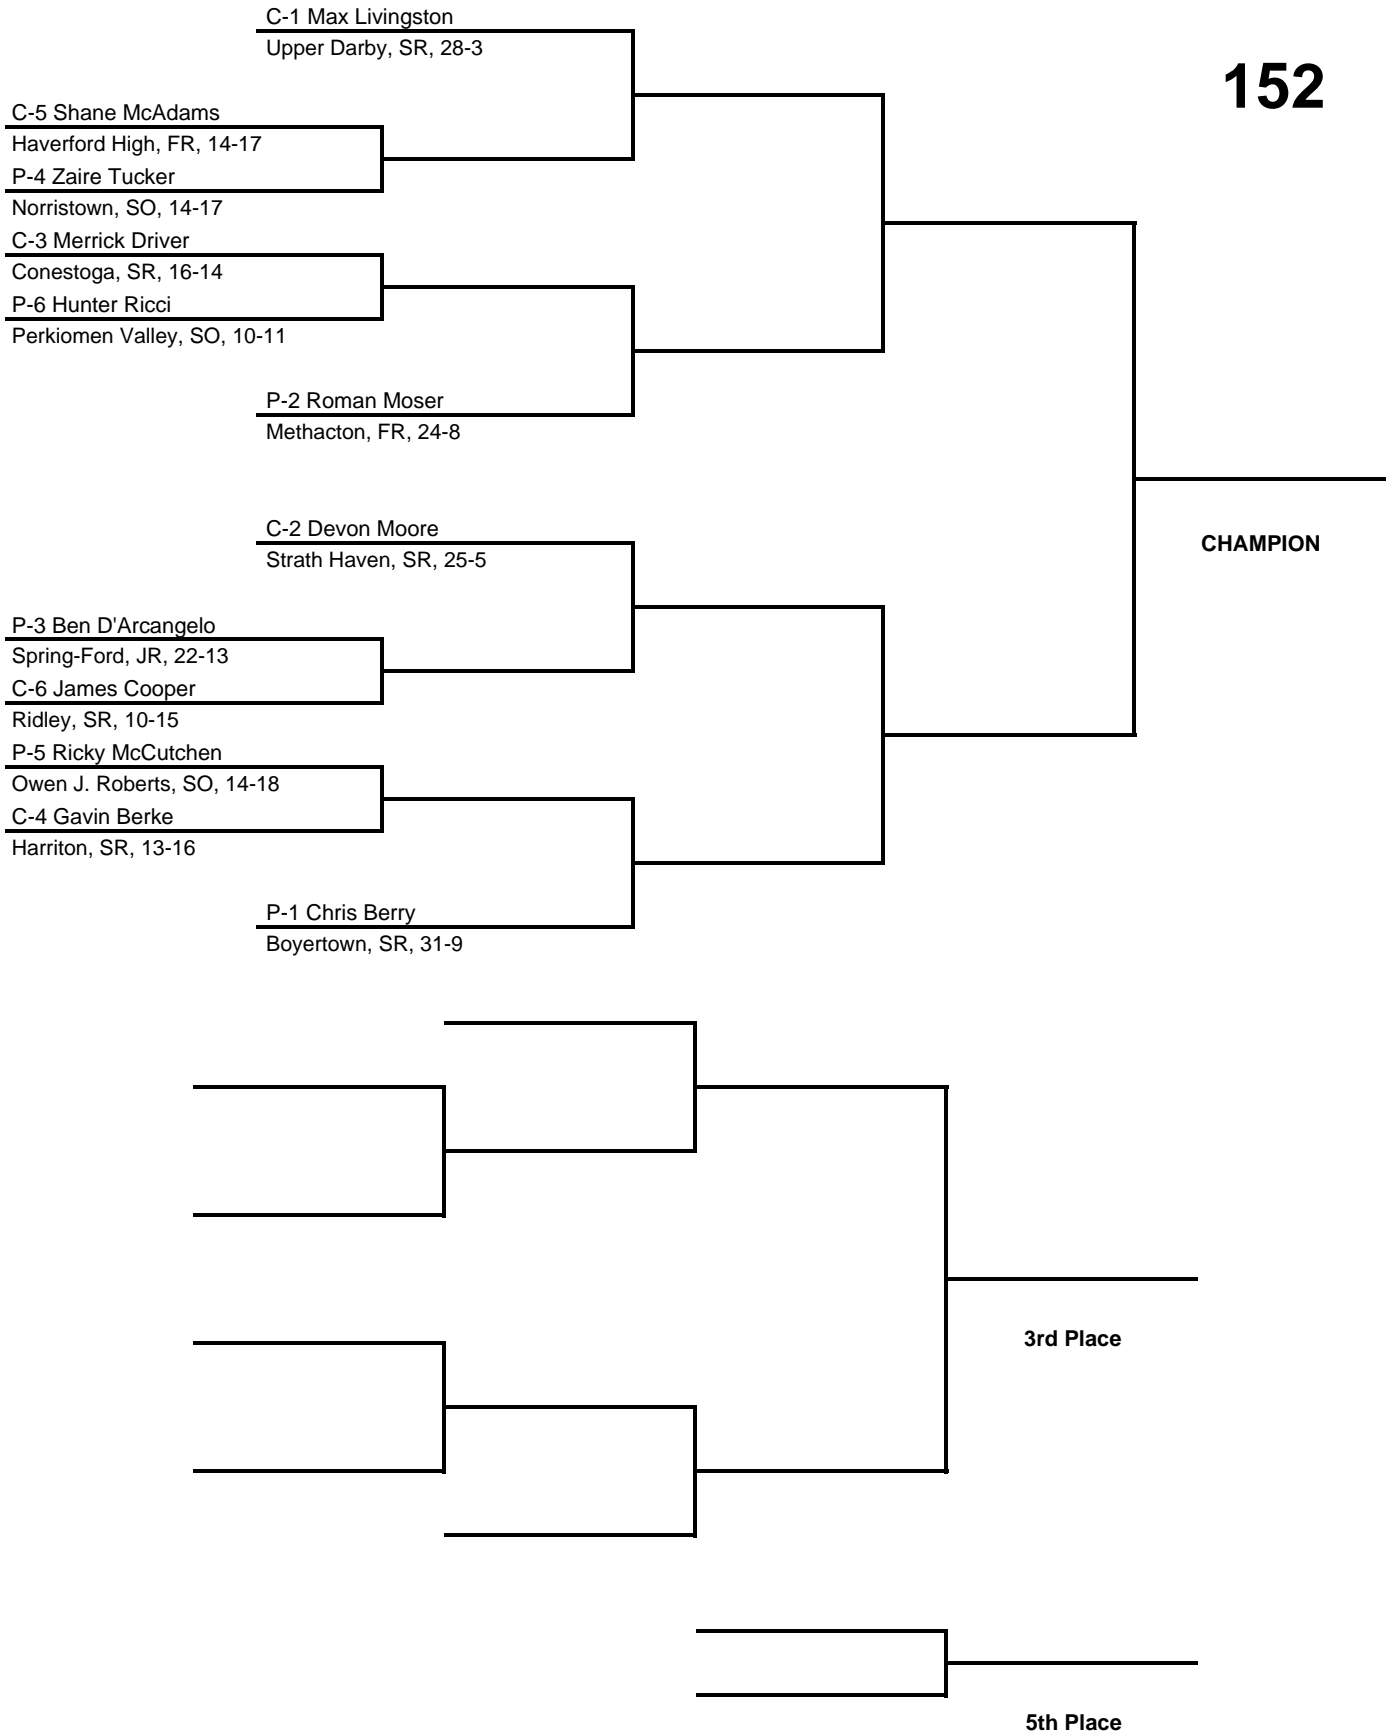 C-1 Max Livingston
Upper Darby, SR, 28-3
152
C-5 Shane McAdams
Haverford High, FR, 14-17
P-4 Zaire Tucker
Norristown, SO, 14-17
C-3 Merrick Driver
Conestoga, SR, 16-14
P-6 Hunter Ricci
Perkiomen Valley, SO, 10-11
P-2 Roman Moser
Methacton, FR, 24-8
C-2 Devon Moore
Strath Haven, SR, 25-5
CHAMPION
P-3 Ben D'Arcangelo
Spring-Ford, JR, 22-13
C-6 James Cooper
Ridley, SR, 10-15
P-5 Ricky McCutchen
Owen J. Roberts, SO, 14-18
C-4 Gavin Berke
Harriton, SR, 13-16
P-1 Chris Berry
Boyertown, SR, 31-9
3rd Place
5th Place